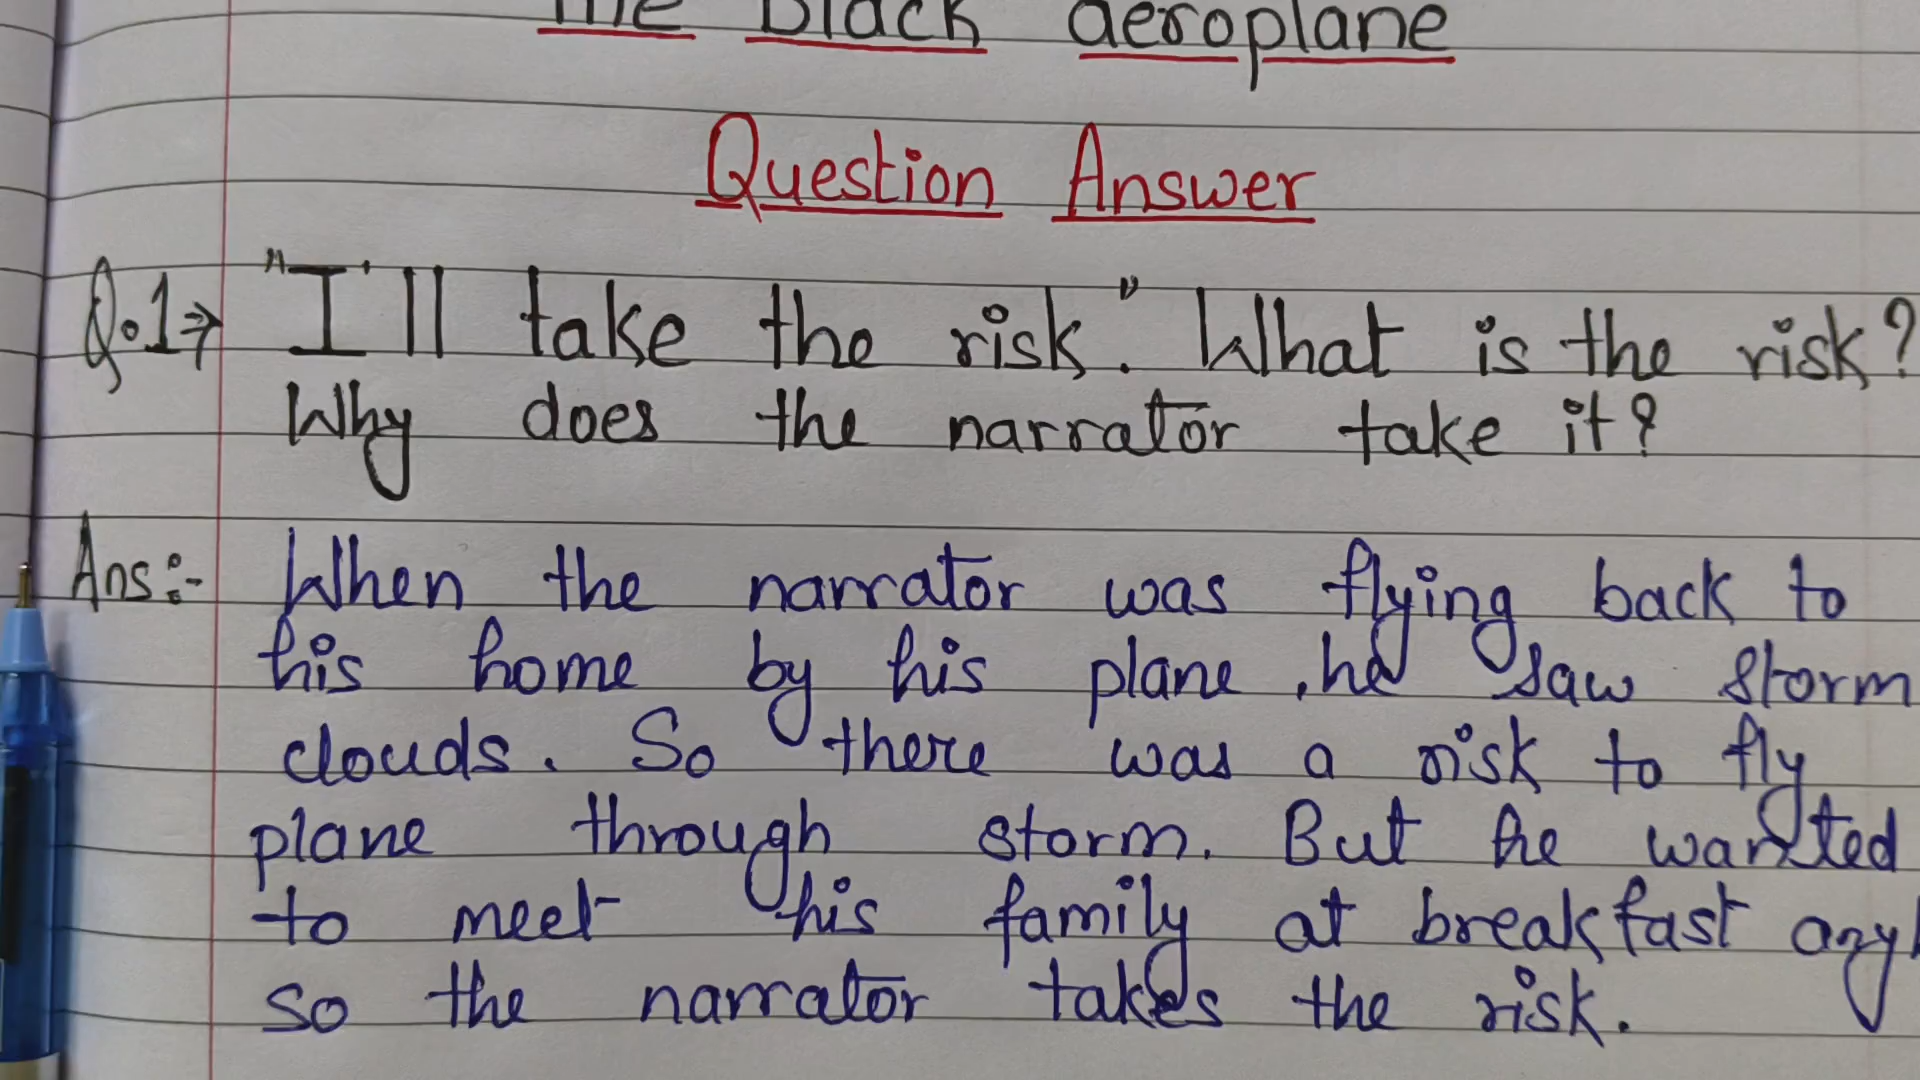 The Black aeroplane
Question Answer
Q.1⇒ "I'll take the risk." What is the risk?
Why does the narrator take it?
Ans:- When the narrator was flying back to
his home by his plane, he saw storm
clouds. So there was a risk to fly
plane through storm. But he wanted
to meet his family at breakfast
so the narrator takes the risk.